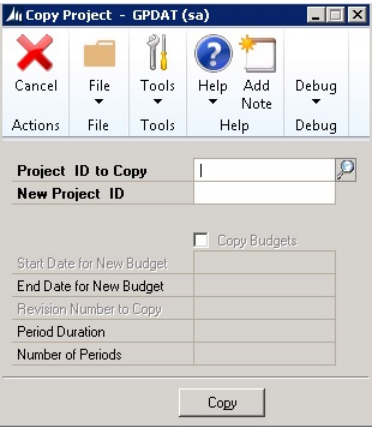 Copy Project - GPDAT (sa)
Cancel File Tools Help Add Note Debug
Actions File Tools Help Debug
Project ID to Copy
New Project ID
Copy Budgets
Start Date for New Budget
End Date for New Budget
Revision Number to Copy
Period Duration
Number of Periods
Copy